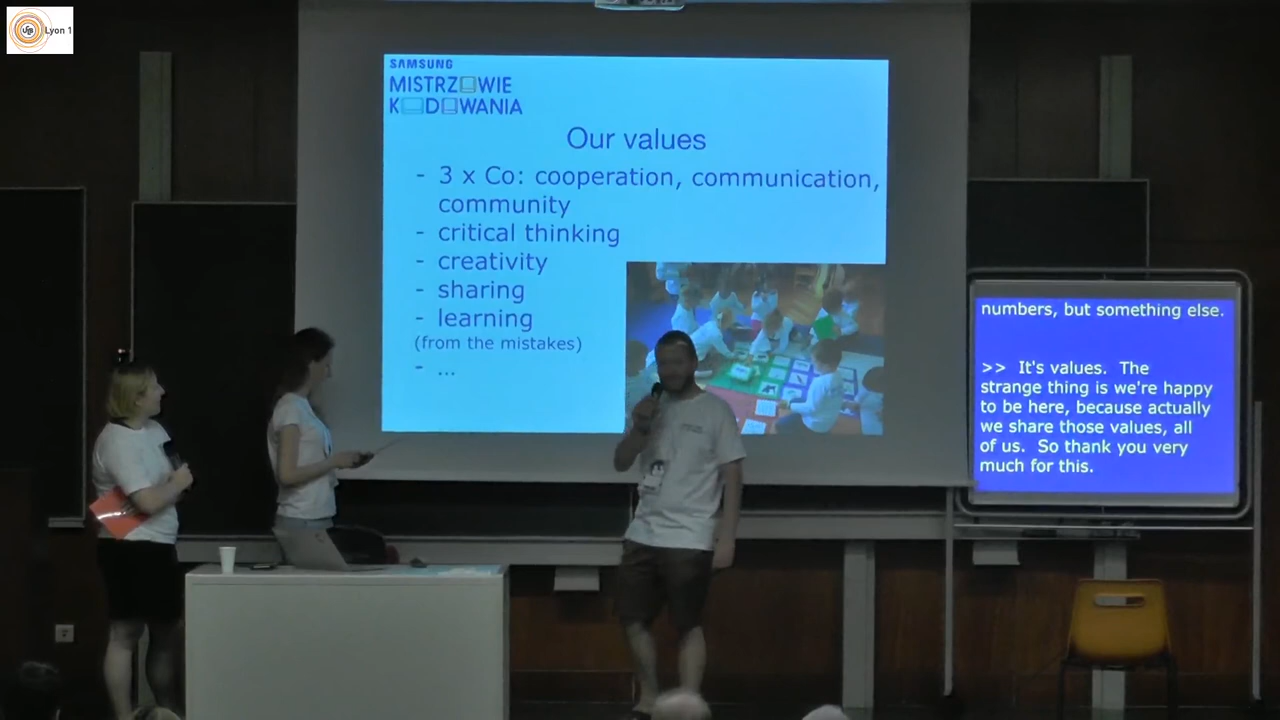 UCB Lyon 1
SAMSUNG
MISTRZOWIE
KODOWANIA
Our values
- 3 x Co: cooperation, communication,
community
- critical thinking
- creativity
- sharing
- learning
(from the mistakes)
- ...
numbers, but something else.
>> It's values. The
strange thing is we're happy
to be here, because actually
we share those values, all
of us. So thank you very
much for this.